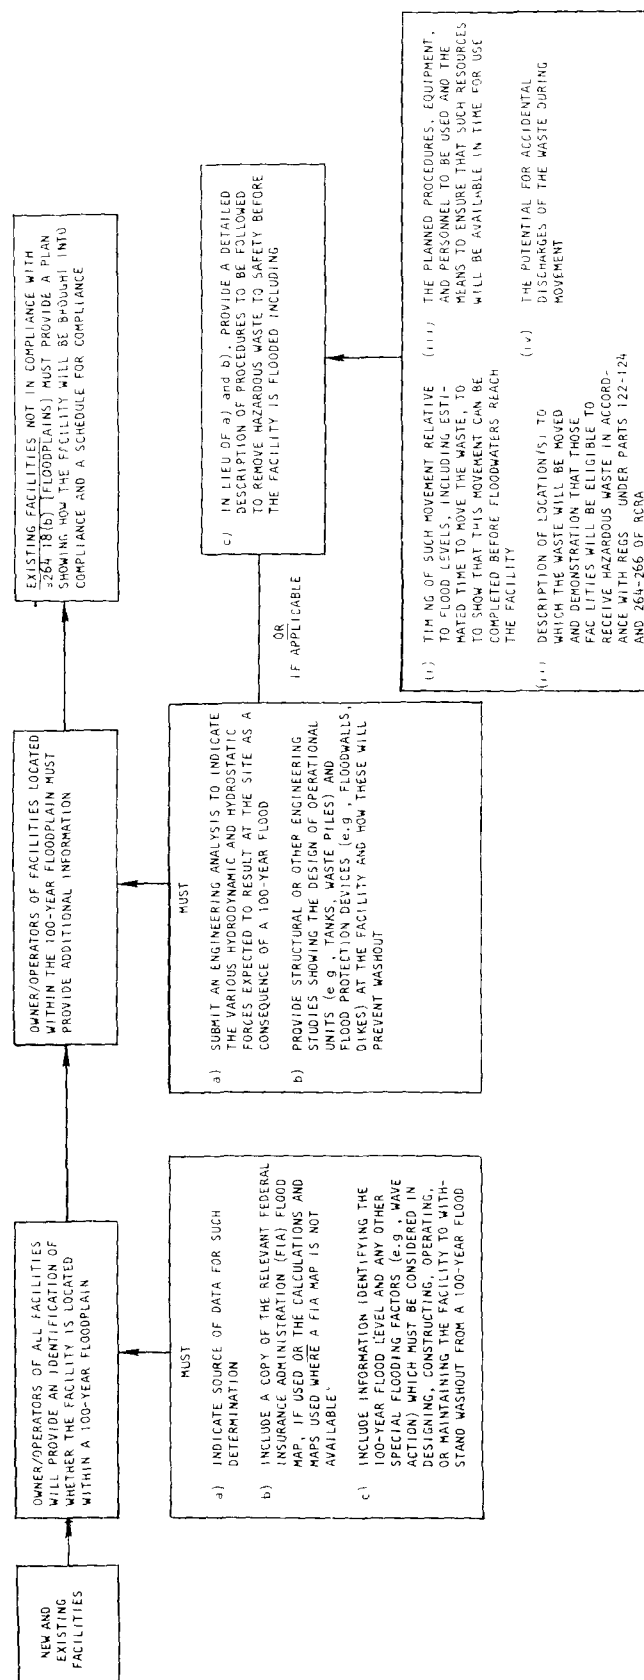 NEW AND
EXISTING
FACILITIES
OWNER/OPERATORS OF ALL FACILITIES
WILL PROVIDE AN IDENTIFICATION OF
WHETHER THE FACILITY IS LOCATED
WITHIN A 100-YEAR FLOODPLAIN
OWNER/OPERATORS OF FACILITIES LOCATED
WITHIN THE 100-YEAR FLOODPLAIN MUST
PROVIDE ADDITIONAL INFORMATION
EXISTING FACILITIES NOT IN COMPLIANCE WITH
§264 18(b) [FLOODPLAINS] MUST PROVIDE A PLAN
SHOWING HOW THE FACILITY WILL BE BROUGHT INTO
COMPLIANCE AND A SCHEDULE FOR COMPLIANCE
MUST
a) INDICATE SOURCE OF DATA FOR SUCH
DETERMINATION
b) INCLUDE A COPY OF THE RELEVANT FEDERAL
INSURANCE ADMINISTRATION (FIA) FLOOD
MAP, IF USED OR THE CALCULATIONS AND
MAPS USED WHERE A FIA MAP IS NOT
AVAILABLE
c) INCLUDE INFORMATION IDENTIFYING THE
100-YEAR FLOOD LEVEL AND ANY OTHER
SPECIAL FLOODING FACTORS (e.g , WAVE
ACTION) WHICH MUST BE CONSIDERED IN
DESIGNING, CONSTRUCTING, OPERATING,
OR MAINTAINING THE FACILITY TO WITH-
STAND WASHOUT FROM A 100-YEAR FLOOD
MUST
a) SUBMIT AN ENGINEERING ANALYSIS TO INDICATE
THE VARIOUS HYDRODYNAMIC AND HYDROSTATIC
FORCES EXPECTED TO RESULT AT THE SITE AS A
CONSEQUENCE OF A 100-YEAR FLOOD
b) PROVIDE STRUCTURAL OR OTHER ENGINEERING
STUDIES SHOWING THE DESIGN OF OPERATIONAL
UNITS (e g , TANKS, WASTE PILES) AND
FLOOD PROTECTION DEVICES (e.g , FLOODWALLS,
DIKES) AT THE FACILITY AND HOW THESE WILL
PREVENT WASHOUT
OR
IF APPLICABLE
c) IN LIEU OF a) and b), PROVIDE A DETAILED
DESCRIPTION OF PROCEDURES TO BE FOLLOWED
TO REMOVE HAZARDOUS WASTE TO SAFETY BEFORE
THE FACILITY IS FLOODED INCLUDING
(i) TIMING OF SUCH MOVEMENT RELATIVE
TO FLOOD LEVELS, INCLUDING ESTI-
MATED TIME TO MOVE THE WASTE, TO
TO SHOW THAT THIS MOVEMENT CAN BE
COMPLETED BEFORE FLOODWATERS REACH
THE FACILITY
(ii) DESCRIPTION OF LOCATION(S) TO
WHICH THE WASTE WILL BE MOVED
AND DEMONSTRATION THAT THOSE
FACILITIES WILL BE ELIGIBLE TO
RECEIVE HAZARDOUS WASTE IN ACCORD-
ANCE WITH REGS UNDER PARTS 122-124
AND 264-266 OF RCRA
(iii) THE PLANNED PROCEDURES, EQUIPMENT,
AND PERSONNEL TO BE USED AND THE
MEANS TO ENSURE THAT SUCH RESOURCES
WILL BE AVAILABLE IN TIME FOR USE
(iv) THE POTENTIAL FOR ACCIDENTAL
DISCHARGES OF THE WASTE DURING
MOVEMENT